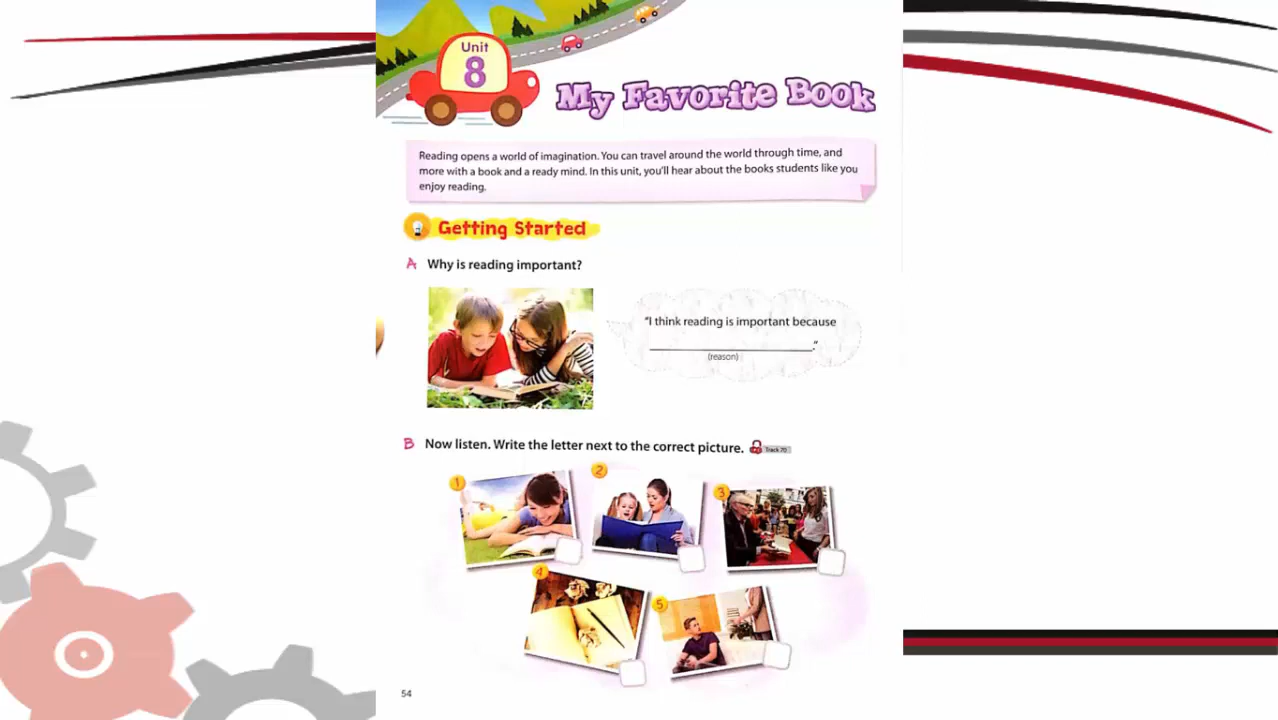 Unit
8
My Favorite Book
Reading opens a world of imagination. You can travel around the world through time, and
more with a book and a ready mind. In this unit, you'll hear about the books students like you
enjoy reading.
Getting Started
A Why is reading important?
"I think reading is important because
."
(reason)
B Now listen. Write the letter next to the correct picture. Track 70
1
2
3
4
5
54